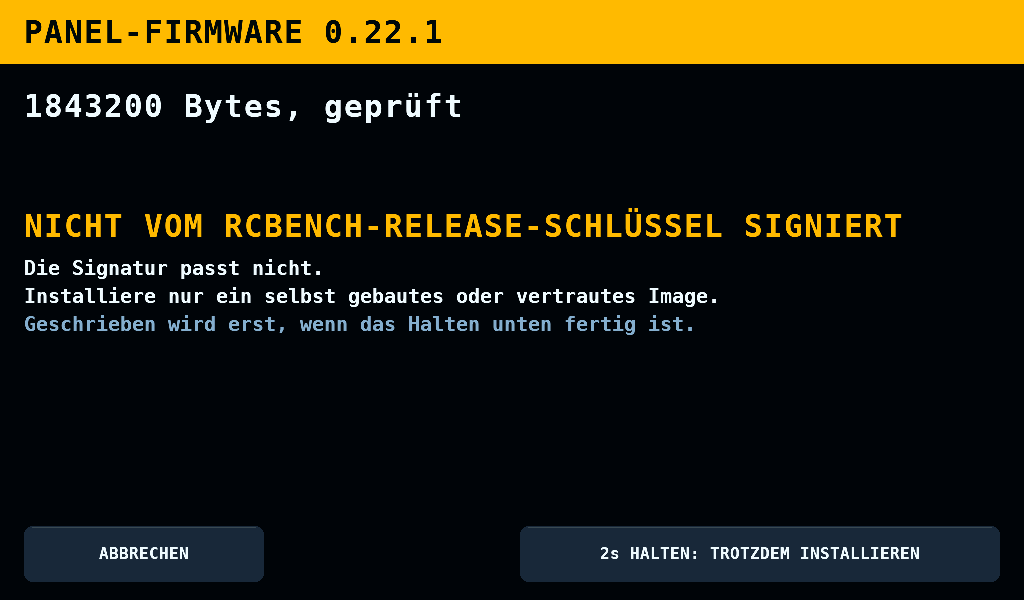 PANEL-FIRMWARE 0.22.1
1843200 Bytes, geprüft
NICHT VOM RCBENCH-RELEASE-SCHLÜSSEL SIGNIERT
Die Signatur passt nicht.
Installiere nur ein selbst gebautes oder vertrautes Image.
Geschrieben wird erst, wenn das Halten unten fertig ist.
ABBRECHEN
2s HALTEN: TROTZDEM INSTALLIEREN